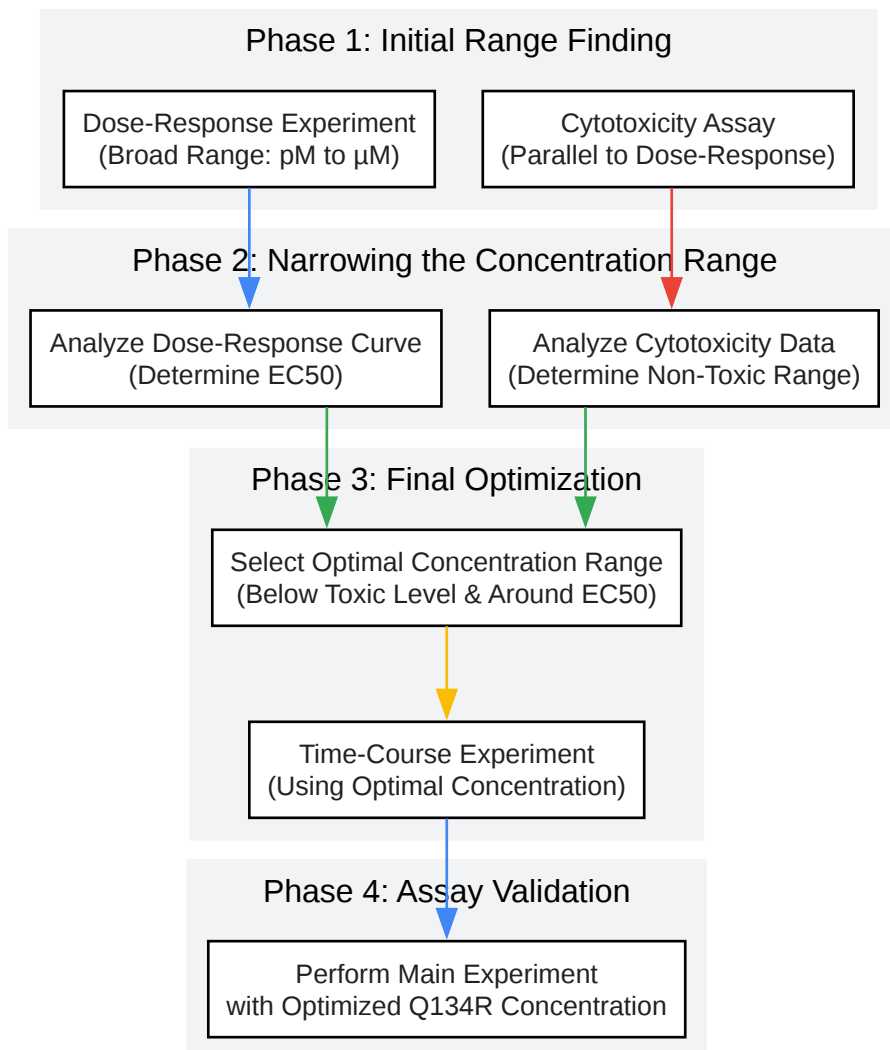 Phase 1: Initial Range Finding
Dose-Response Experiment
(Broad Range: pM to µM)
Cytotoxicity Assay
(Parallel to Dose-Response)
Phase 2: Narrowing the Concentration Range
Analyze Dose-Response Curve
(Determine EC50)
Analyze Cytotoxicity Data
(Determine Non-Toxic Range)
Phase 3: Final Optimization
Select Optimal Concentration Range
(Below Toxic Level & Around EC50)
Time-Course Experiment
(Using Optimal Concentration)
Phase 4: Assay Validation
Perform Main Experiment
with Optimized Q134R Concentration